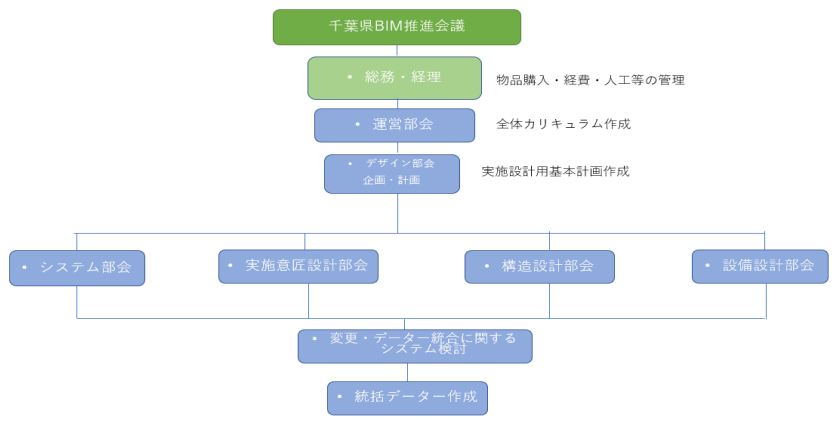 千葉県BIM推進会議
• 総務・経理
物品購入・経費・人工等の管理
• 運営部会
全体カリキュラム作成
• デザイン部会
企画・計画
実施設計用基本計画作成
• システム部会
• 実施意匠設計部会
• 構造設計部会
• 設備設計部会
• 変更・データー統合に関する
システム検討
• 統括データー作成